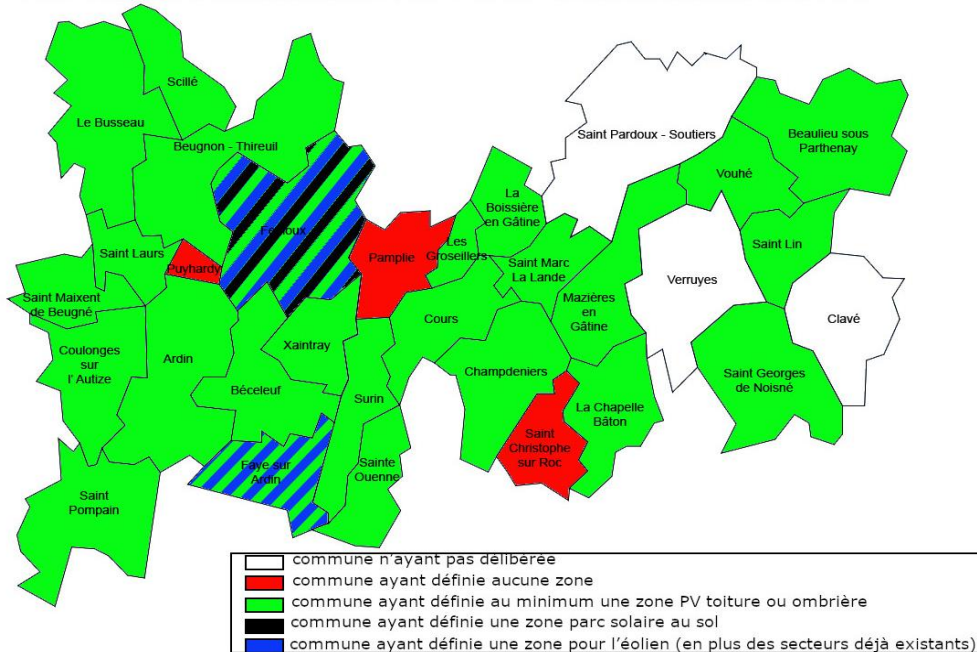 Scillé
Le Busseau
Beugnon - Thireuil
Saint Pardoux - Soutiers
Beaulieu sous
Parthenay
Vouhé
La
Boissière
en Gâtine
Fenioux
Pamplie
Les
Groseillers
Saint Lin
Saint Laurs
Puyhardy
Saint Marc
La Lande
Verruyes
Saint Maixent
de Beugné
Mazières
en
Gâtine
Cours
Clavé
Coulonges
sur
l' Autize
Ardin
Xaintray
Champdeniers
Saint Georges
de Noisné
Béceleuf
Surin
La Chapelle
Bâton
Saint
Christophe
sur Roc
Faye sur
Ardin
Sainte
Ouenne
Saint
Pompain
commune n'ayant pas délibérée
commune ayant définie aucune zone
commune ayant définie au minimum une zone PV toiture ou ombrière
commune ayant définie une zone parc solaire au sol
commune ayant définie une zone pour l'éolien (en plus des secteurs déjà existants)